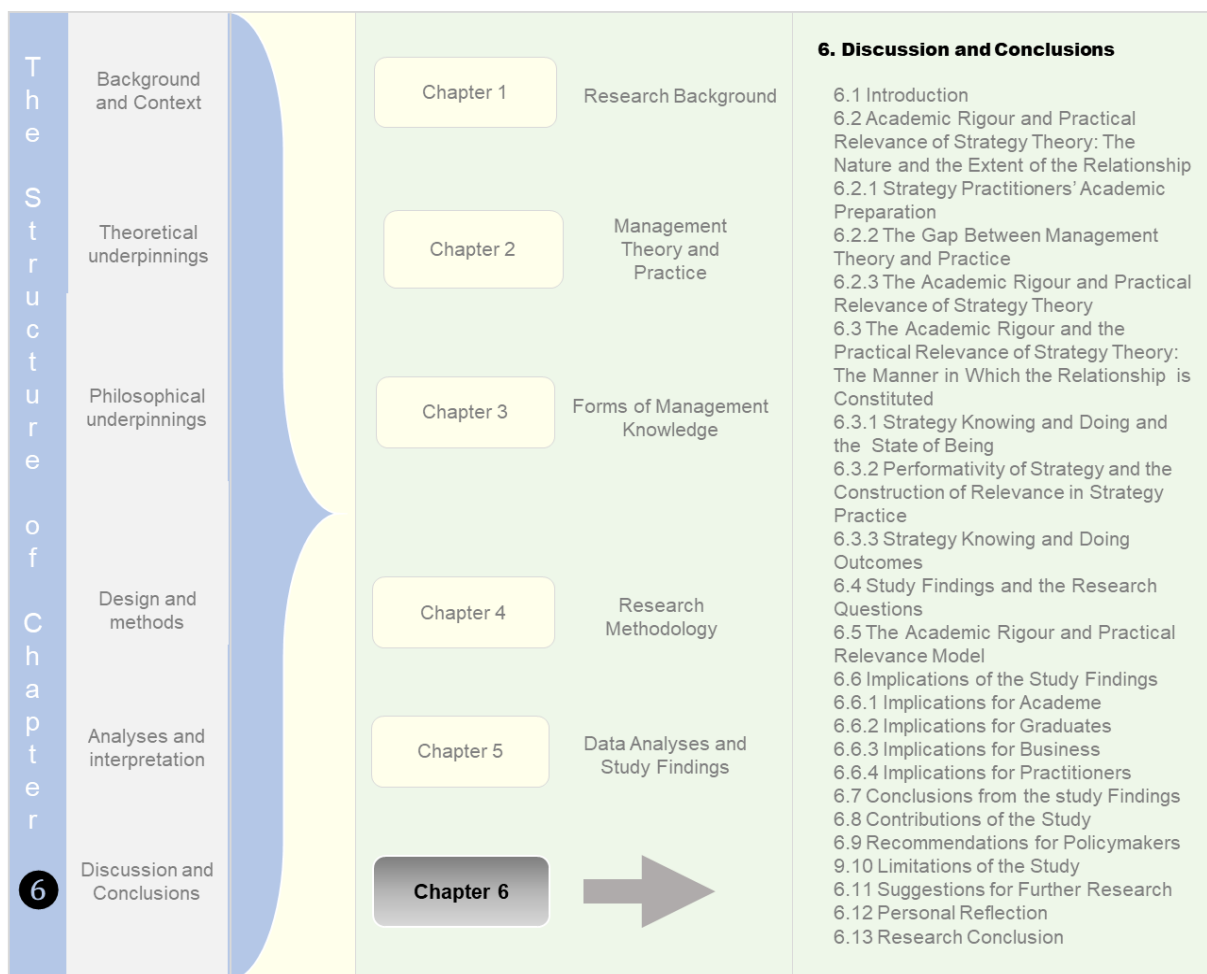 The Structure of Chapter
6
Background
and Context
Theoretical
underpinnings
Philosophical
underpinnings
Design and
methods
Analyses and
interpretation
Discussion and
Conclusions
Chapter 1
Research Background
Chapter 2
Management
Theory and
Practice
Chapter 3
Forms of Management
Knowledge
Chapter 4
Research
Methodology
Chapter 5
Data Analyses and
Study Findings
Chapter 6
6. Discussion and Conclusions
6.1 Introduction
6.2 Academic Rigour and Practical
Relevance of Strategy Theory: The
Nature and the Extent of the Relationship
6.2.1 Strategy Practitioners’ Academic
Preparation
6.2.2 The Gap Between Management
Theory and Practice
6.2.3 The Academic Rigour and Practical
Relevance of Strategy Theory
6.3 The Academic Rigour and the
Practical Relevance of Strategy Theory:
The Manner in Which the Relationship is
Constituted
6.3.1 Strategy Knowing and Doing and
the State of Being
6.3.2 Performativity of Strategy and the
Construction of Relevance in Strategy
Practice
6.3.3 Strategy Knowing and Doing
Outcomes
6.4 Study Findings and the Research
Questions
6.5 The Academic Rigour and Practical
Relevance Model
6.6 Implications of the Study Findings
6.6.1 Implications for Academe
6.6.2 Implications for Graduates
6.6.3 Implications for Business
6.6.4 Implications for Practitioners
6.7 Conclusions from the study Findings
6.8 Contributions of the Study
6.9 Recommendations for Policymakers
9.10 Limitations of the Study
6.11 Suggestions for Further Research
6.12 Personal Reflection
6.13 Research Conclusion